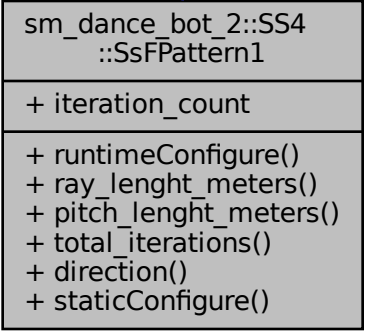 sm_dance_bot_2::SS4
::SsFPattern1
+ iteration_count
+ runtimeConfigure()
+ ray_lenght_meters()
+ pitch_lenght_meters()
+ total_iterations()
+ direction()
+ staticConfigure()